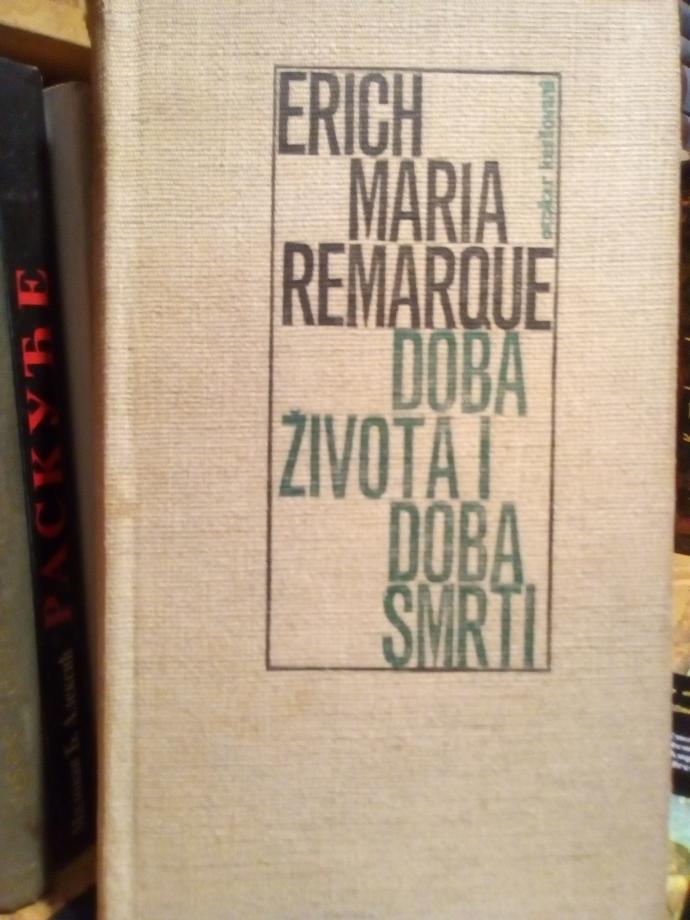 ERICH
MARIA
REMARQUE
DOBA
ŽIVOTA I
DOBA
SMRTI
РАСКУЋЕ